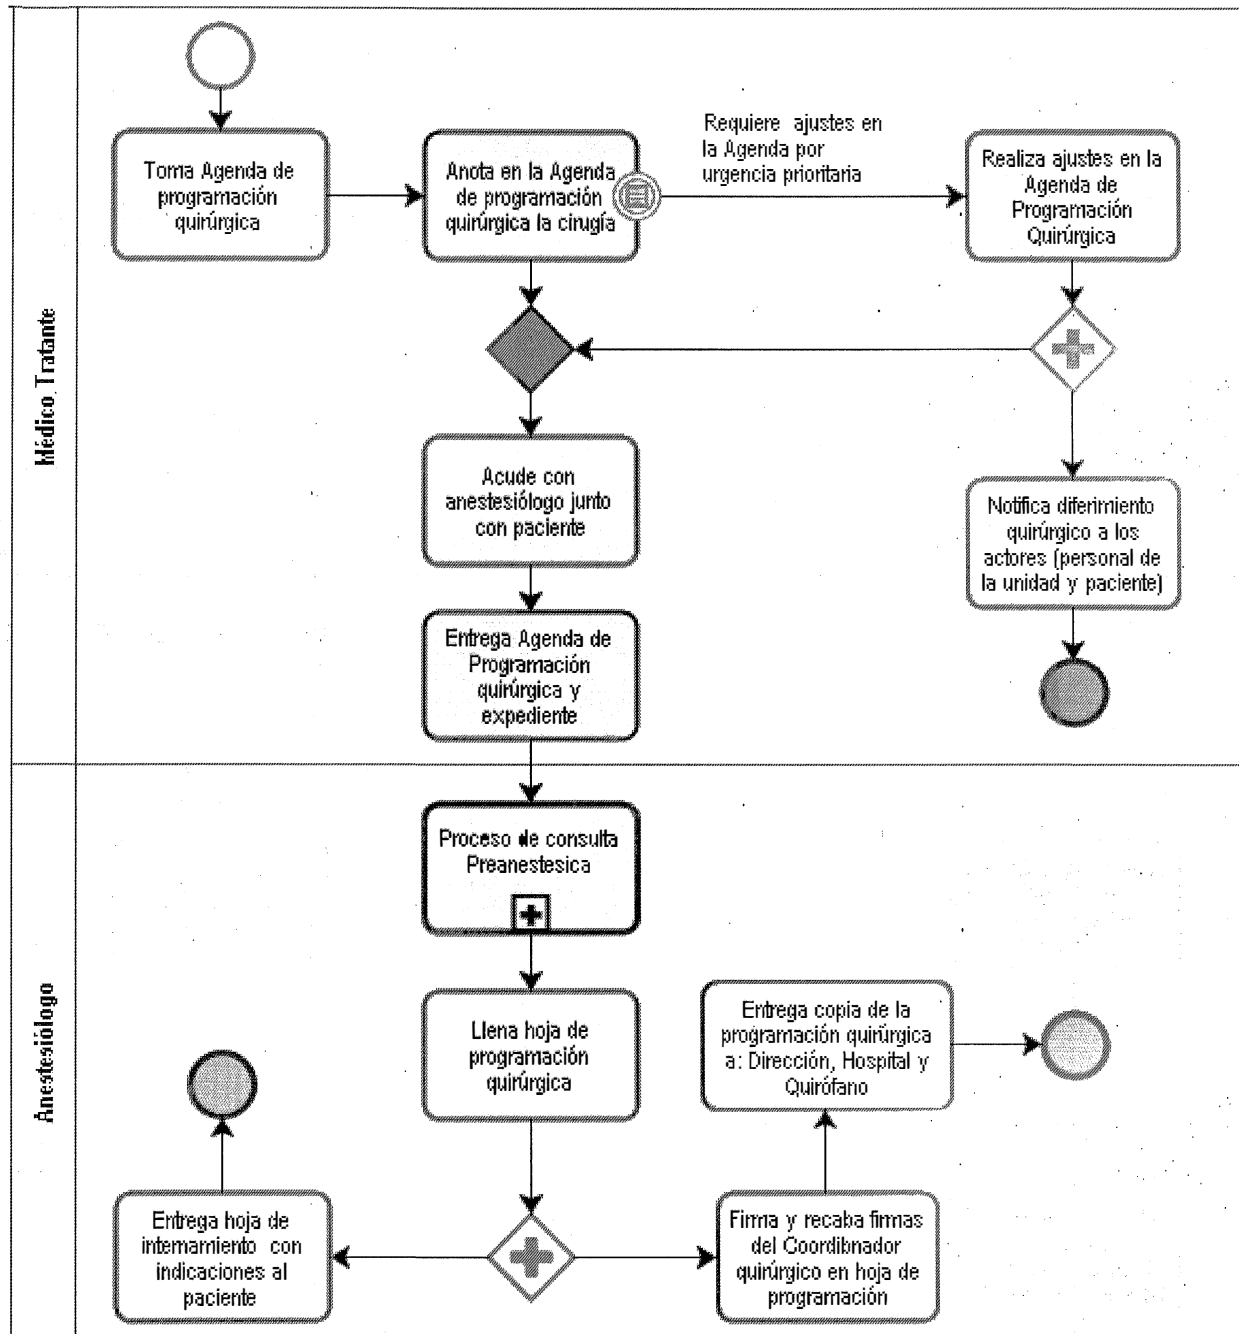 Médico Tratante
Toma Agenda de
programación
quirúrgica
Anota en la Agenda
de programación
quirúrgica la cirugía
Requiere ajustes en
la Agenda por
urgencia prioritaria
Realiza ajustes en la
Agenda de
Programación
Quirúrgica
Acude con
anestesiólogo junto
con paciente
Notifica diferimiento
quirúrgico a los
actores (personal de
la unidad y paciente)
Entrega Agenda de
Programación
quirúrgica y
expediente
Anestesiólogo
Proceso de consulta
Preanestesica
Llena hoja de
programación
quirúrgica
Entrega copia de la
programación quirúrgica
a: Dirección, Hospital y
Quirófano
Entrega hoja de
internamiento con
indicaciones al
paciente
Firma y recaba firmas
del Coordibnador
quirúrgico en hoja de
programación